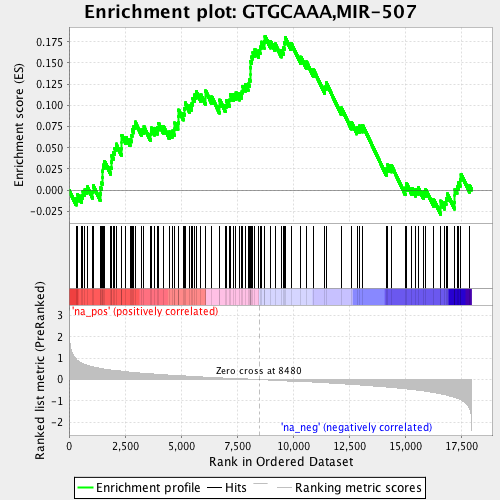 Enrichment plot: GTGCAAA,MIR-507
Enrichment score (ES)
0.175
0.150
0.125
0.100
0.075
0.050
0.025
0.000
-0.025
'na_pos' (positively correlated)
Ranked list metric (PreRanked)
3
2
1
0
-1
-2
Zero cross at 8480
'na_neg' (negatively correlated)
0 2,500 5,000 7,500 10,000 12,500 15,000 17,500
Rank in Ordered Dataset
Enrichment profile Hits Ranking metric scores